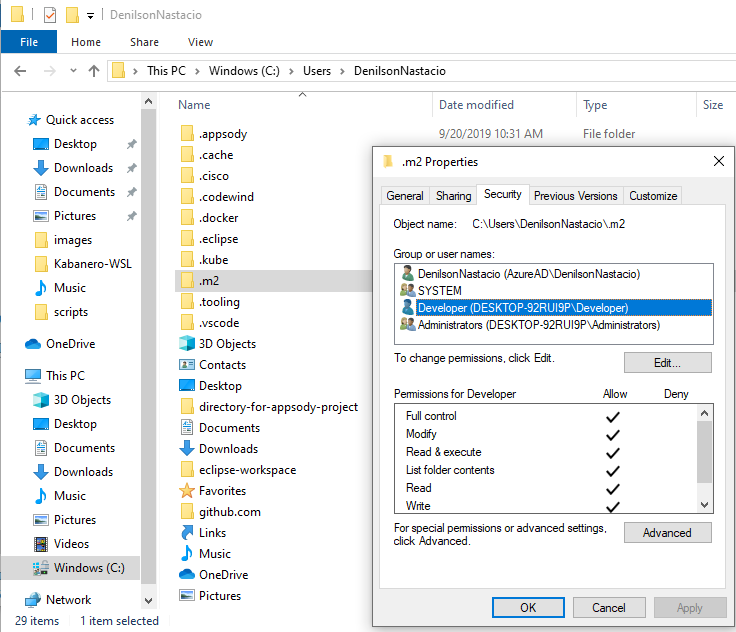 DenilsonNastacio
File
Home
Share
View
This PC > Windows (C:) > Users > DenilsonNastacio
Name
Date modified
Type
Size
Quick access
Desktop
Downloads
Documents
Pictures
images
Kabanero-WSL
Music
scripts
OneDrive
This PC
3D Objects
Desktop
Documents
Downloads
Music
Pictures
Videos
Windows (C:)
Network
.appsody
9/20/2019 10:31 AM
File folder
.cache
.cisco
.codewind
.docker
.eclipse
.kube
.m2
.tooling
.vscode
3D Objects
Contacts
Desktop
directory-for-appsody-project
Documents
Downloads
eclipse-workspace
Favorites
github.com
Links
Music
OneDrive
Pictures
.m2 Properties
General
Sharing
Security
Previous Versions
Customize
Object name: C:\Users\DenilsonNastacio\.m2
Group or user names:
DenilsonNastacio (AzureAD\DenilsonNastacio)
SYSTEM
Developer (DESKTOP-92RUI9P\Developer)
Administrators (DESKTOP-92RUI9P\Administrators)
To change permissions, click Edit.
Edit...
Permissions for Developer
Allow
Deny
Full control
Modify
Read & execute
List folder contents
Read
Write
For special permissions or advanced settings,
click Advanced.
Advanced
OK
Cancel
Apply
29 items
1 item selected